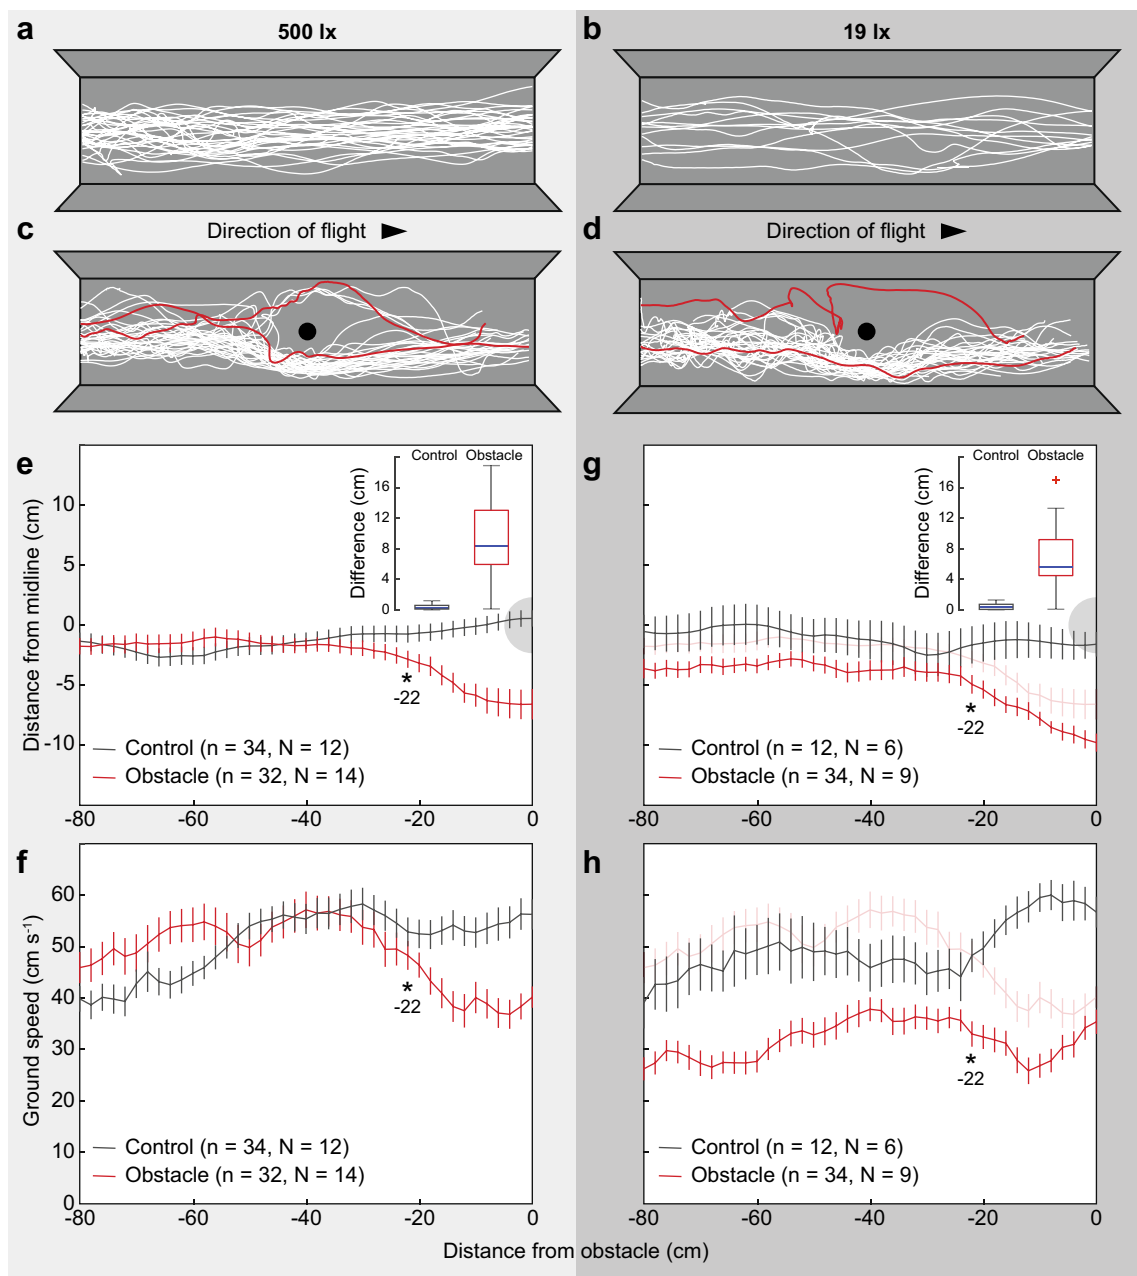 a
500 lx
b
19 lx
c
Direction of flight
d
Direction of flight
e
Distance from midline (cm)
10
5
0
-5
-10
Difference (cm)
16
12
8
4
0
Control Obstacle
*
-22
Control (n = 34, N = 12)
Obstacle (n = 32, N = 14)
-80 -60 -40 -20 0
g
Difference (cm)
16
12
8
4
0
Control Obstacle
+
*
-22
Control (n = 12, N = 6)
Obstacle (n = 34, N = 9)
-80 -60 -40 -20 0
f
Ground speed (cm s-1)
60
50
40
30
20
10
0
*
-22
Control (n = 34, N = 12)
Obstacle (n = 32, N = 14)
-80 -60 -40 -20 0
h
*
-22
Control (n = 12, N = 6)
Obstacle (n = 34, N = 9)
-80 -60 -40 -20 0
Distance from obstacle (cm)